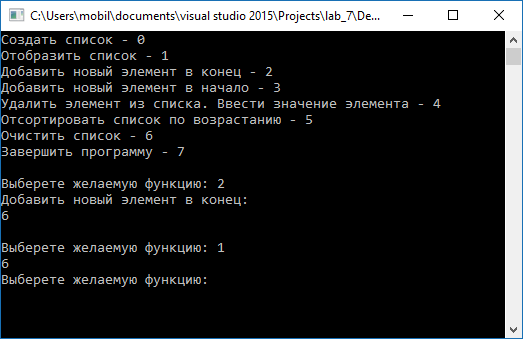 C:\Users\mobil\documents\visual studio 2015\Projects\lab_7\De...
Создать список - 0
Отобразить список - 1
Добавить новый элемент в конец - 2
Добавить новый элемент в начало - 3
Удалить элемент из списка. Ввести значение элемента - 4
Отсортировать список по возрастанию - 5
Очистить список - 6
Завершить программу - 7
Выберете желаемую функцию: 2
Добавить новый элемент в конец:
6
Выберете желаемую функцию: 1
6
Выберете желаемую функцию: